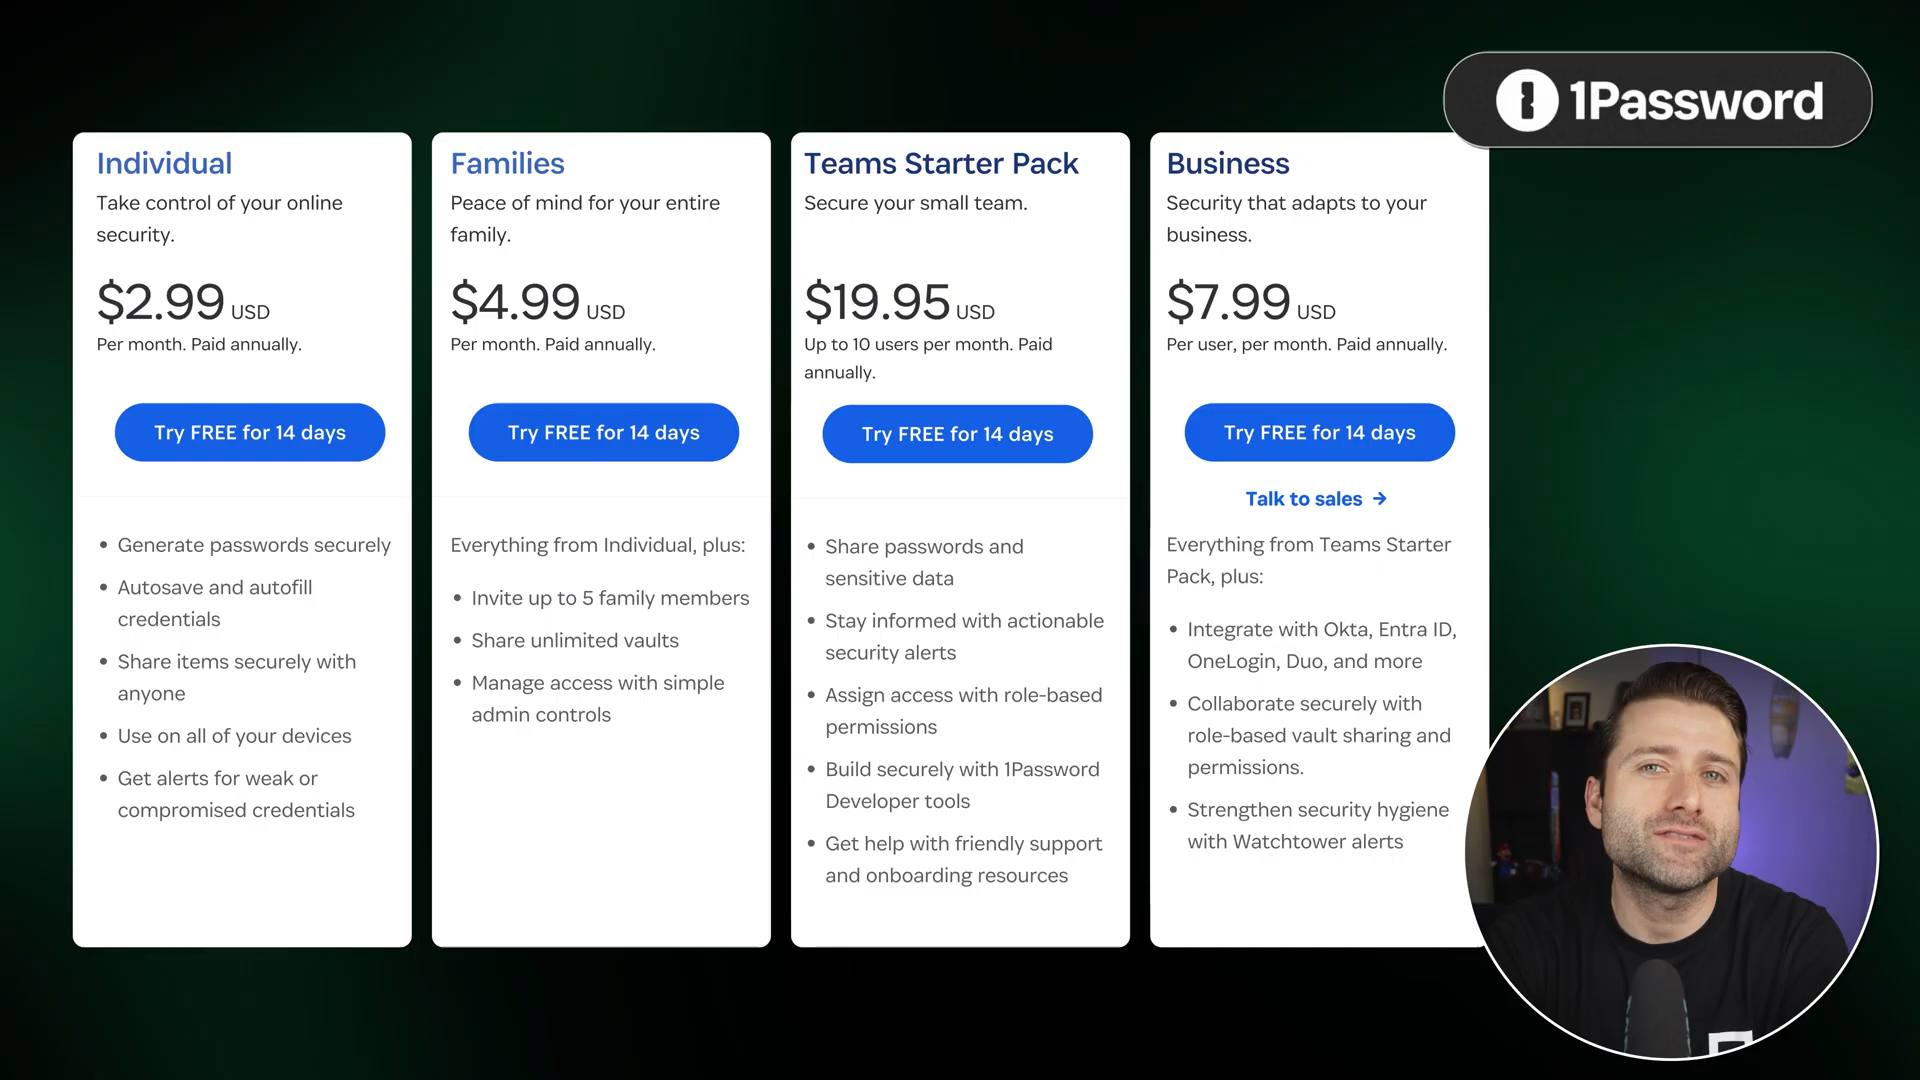 1Password
Individual
Take control of your online
security.
$2.99 USD
Per month. Paid annually.
Try FREE for 14 days
• Generate passwords securely
• Autosave and autofill
credentials
• Share items securely with
anyone
• Use on all of your devices
• Get alerts for weak or
compromised credentials
Families
Peace of mind for your entire
family.
$4.99 USD
Per month. Paid annually.
Try FREE for 14 days
Everything from Individual, plus:
• Invite up to 5 family members
• Share unlimited vaults
• Manage access with simple
admin controls
Teams Starter Pack
Secure your small team.
$19.95 USD
Up to 10 users per month. Paid
annually.
Try FREE for 14 days
• Share passwords and
sensitive data
• Stay informed with actionable
security alerts
• Assign access with role-based
permissions
• Build securely with 1Password
Developer tools
• Get help with friendly support
and onboarding resources
Business
Security that adapts to your
business.
$7.99 USD
Per user, per month. Paid annually.
Try FREE for 14 days
Talk to sales →
Everything from Teams Starter
Pack, plus:
• Integrate with Okta, Entra ID,
OneLogin, Duo, and more
• Collaborate securely with
role-based vault sharing and
permissions.
• Strengthen security hygiene
with Watchtower alerts